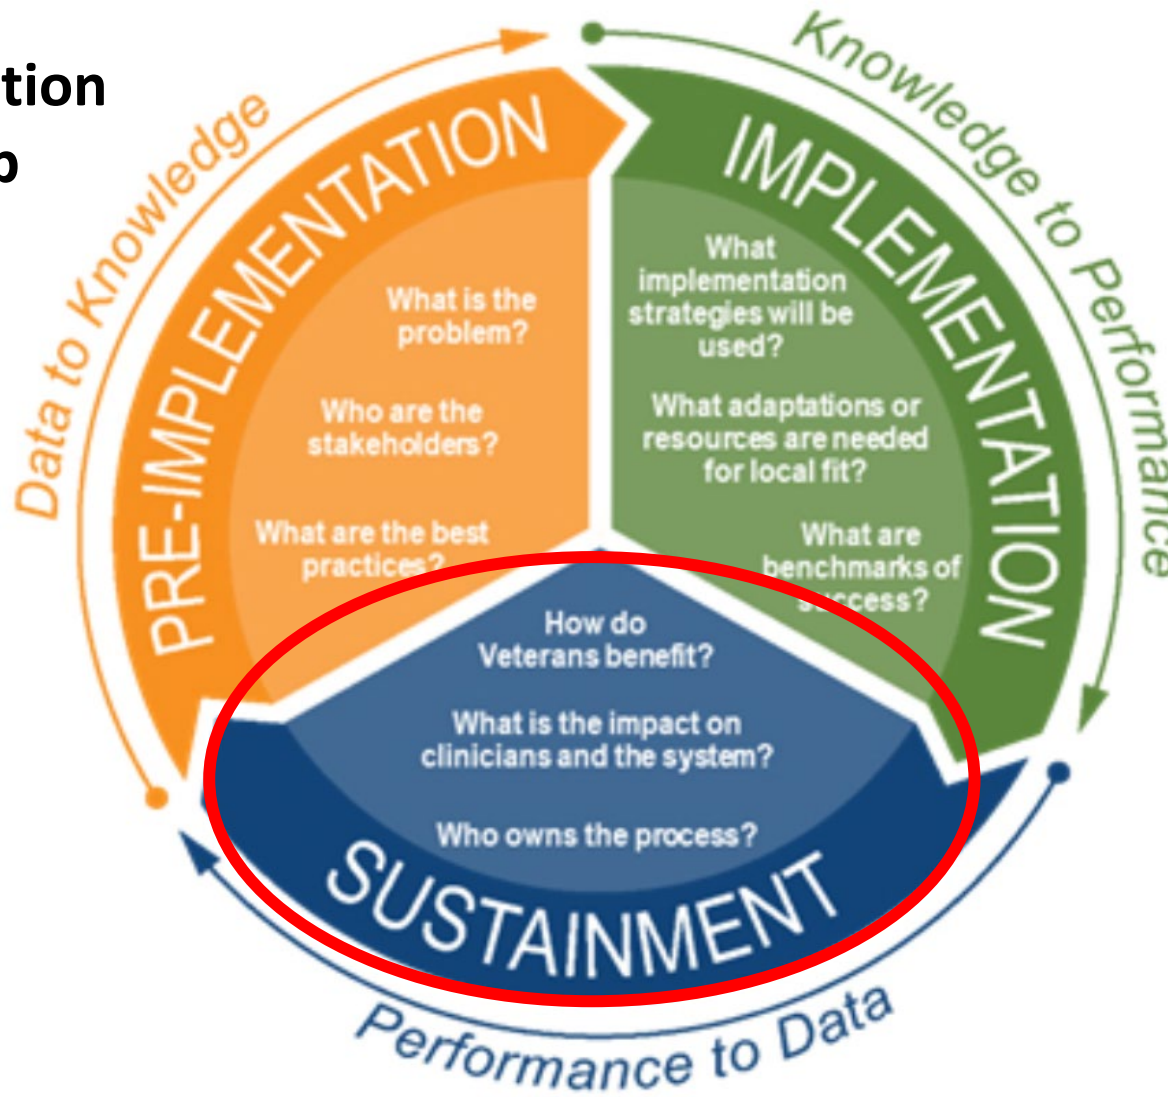 tion
p
Data to Knowledge
PRE-IMPLEMENTATION
What is the
problem?
Who are the
stakeholders?
What are the best
practices?
Knowledge to Performance
IMPLEMENTATION
What
implementation
strategies will be
used?
What adaptations or
resources are needed
for local fit?
What are
benchmarks of
success?
How do
Veterans benefit?
What is the impact on
clinicians and the system?
Who owns the process?
SUSTAINMENT
Performance to Data